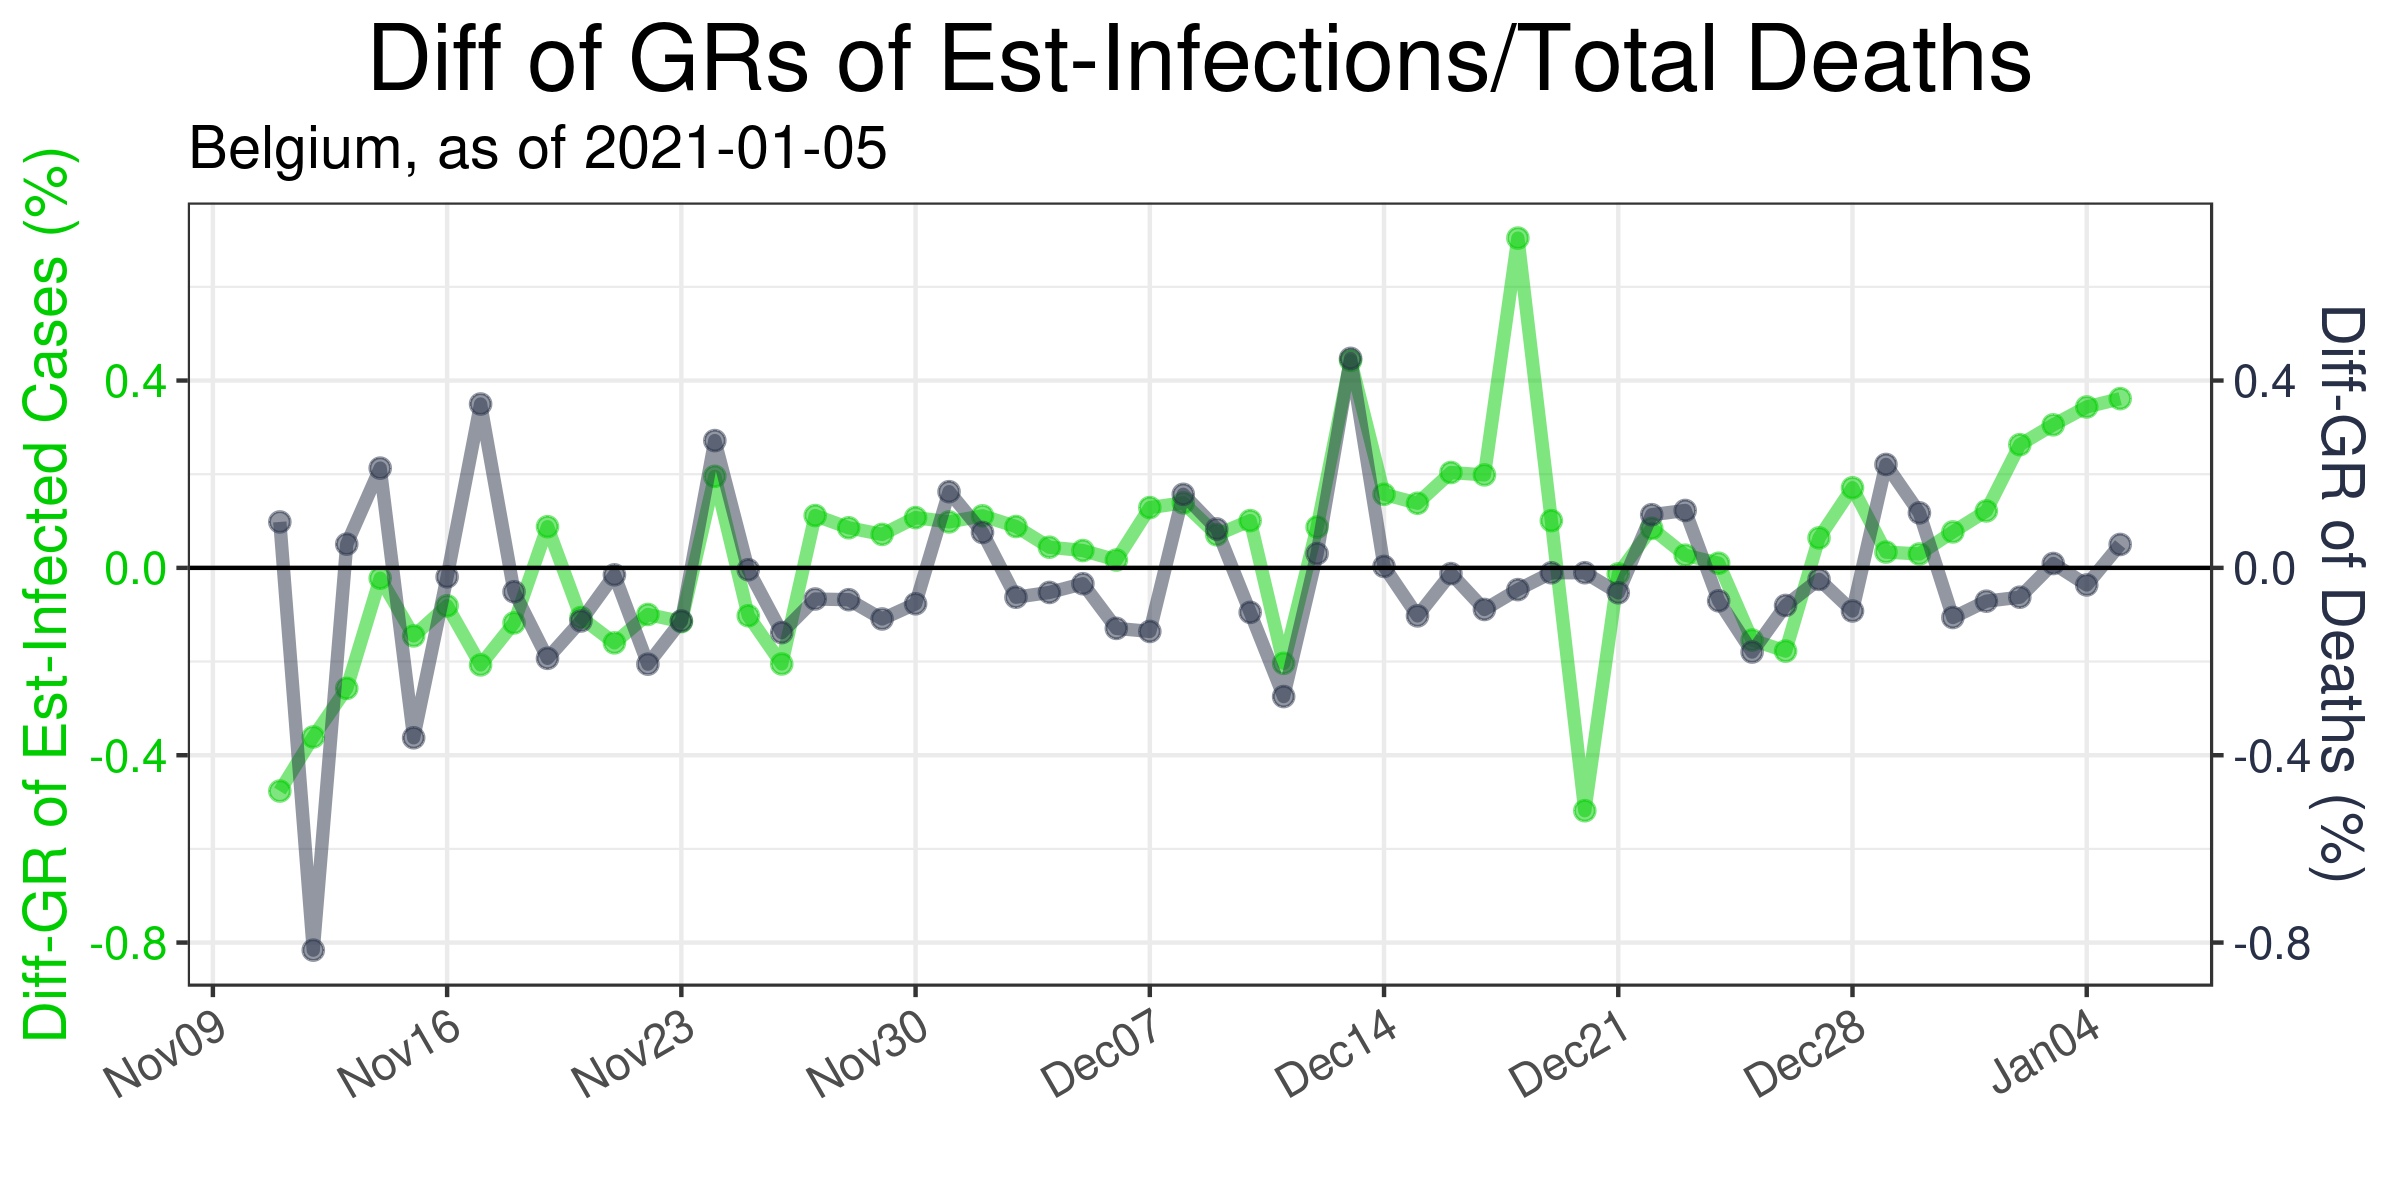 Diff of GRs of Est-Infections/Total Deaths
Belgium, as of 2021-01-05
Diff-GR of Est-Infected Cases (%)
0.4
0.0
-0.4
-0.8
0.4
0.0
-0.4
-0.8
Diff-GR of Deaths (%)
Nov09
Nov16
Nov23
Nov30
Dec07
Dec14
Dec21
Dec28
Jan04